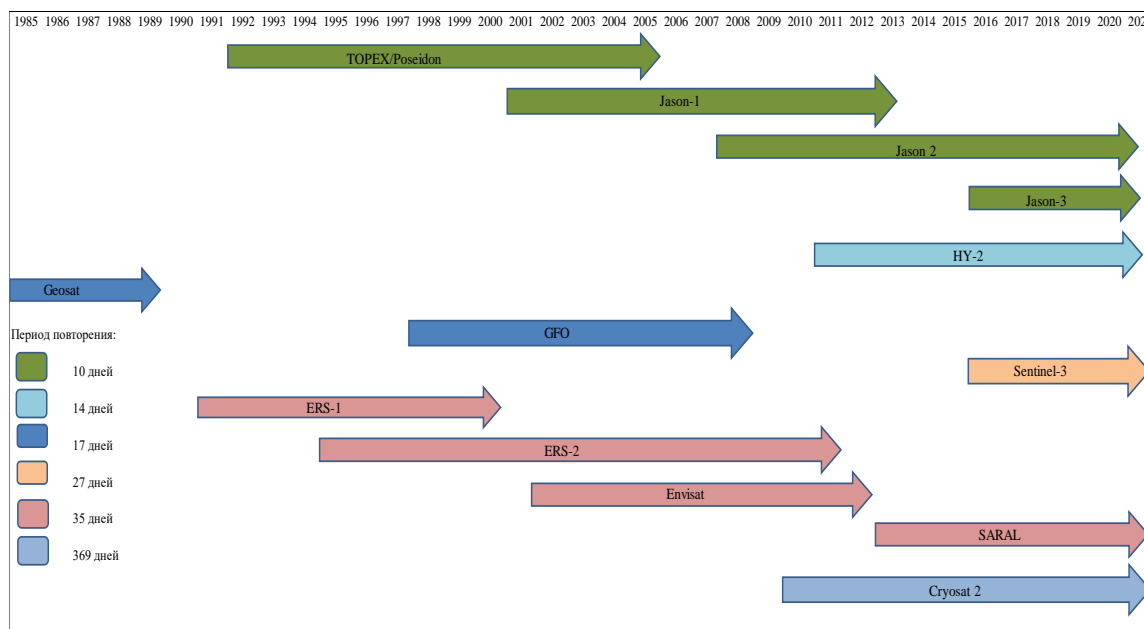 1985 1986 1987 1988 1989 1990 1991 1992 1993 1994 1995 1996 1997 1998 1999 2000 2001 2002 2003 2004 2005 2006 2007 2008 2009 2010 2011 2012 2013 2014 2015 2016 2017 2018 2019 2020 202
TOPEX/Poseidon
Jason-1
Jason 2
Jason-3
HY-2
Geosat
GFO
Период повторения:
10 дней
Sentinel-3
14 дней
ERS-1
17 дней
ERS-2
27 дней
Envisat
35 дней
SARAL
369 дней
Cryosat 2